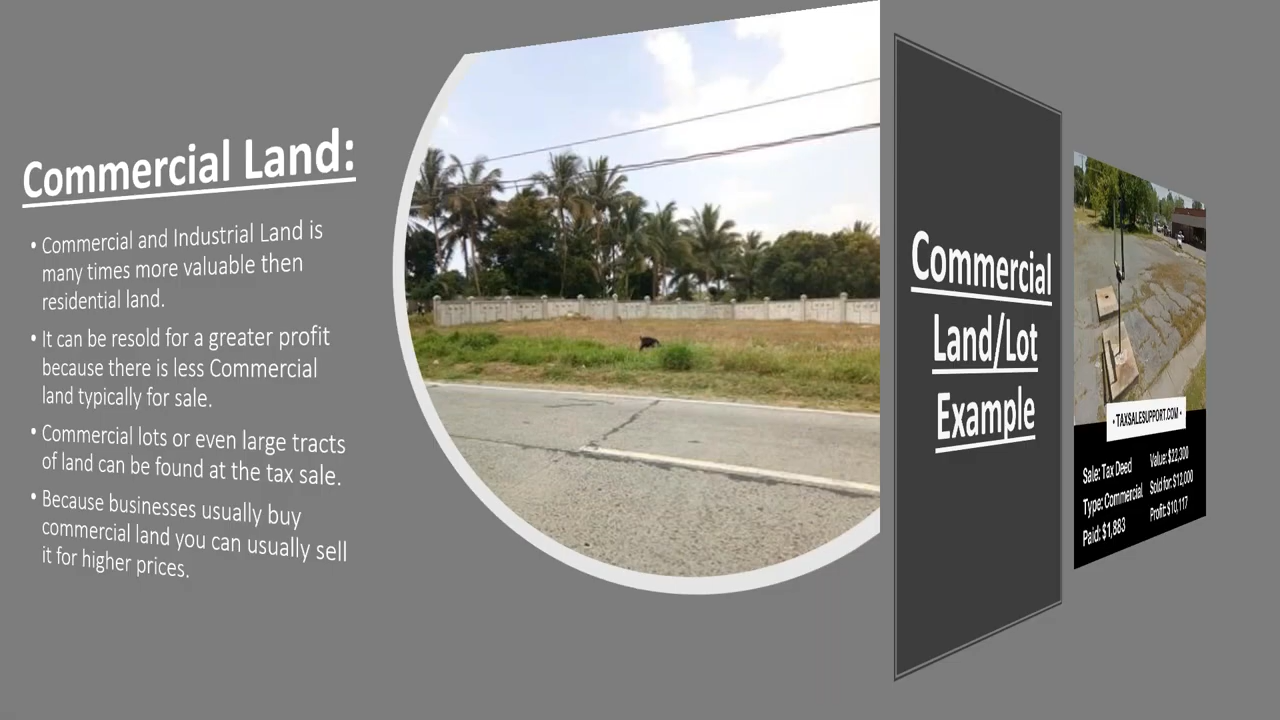 Commercial Land:
• Commercial and Industrial Land is
many times more valuable then
residential land.
• It can be resold for a greater profit
because there is less Commercial
land typically for sale.
• Commercial lots or even large tracts
of land can be found at the tax sale.
• Because businesses usually buy
commercial land you can usually sell
it for higher prices.
Commercial
Land/Lot
Example
• TAXSALESUPPORT.COM •
Sale: Tax Deed
Type: Commercial
Paid: $1,883
Value: $22,300
Sold for: $12,000
Profit: $10,117